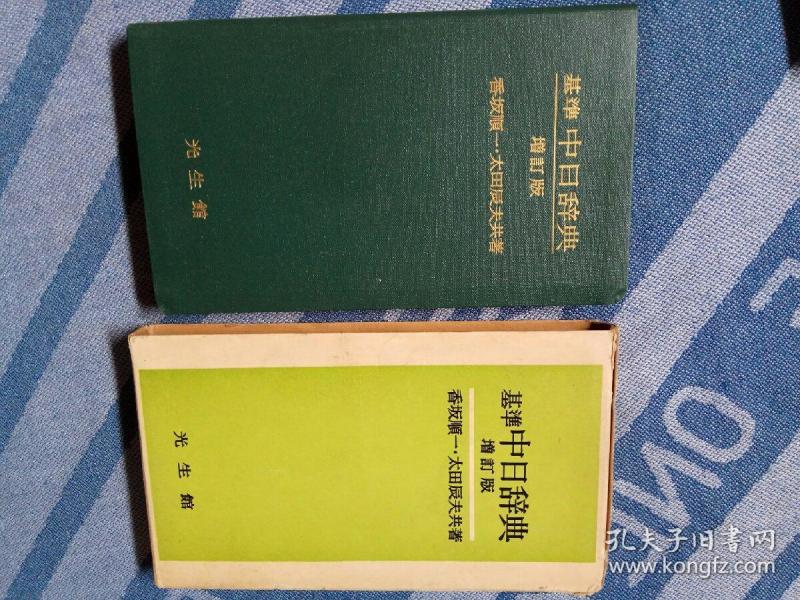 基準 中日辞典
増訂版
香坂順一・太田辰夫共著
光生館
基準 中日辞典
増訂版
香坂順一・太田辰夫共著
光生館
孔夫子旧书网
www.kongfz.com